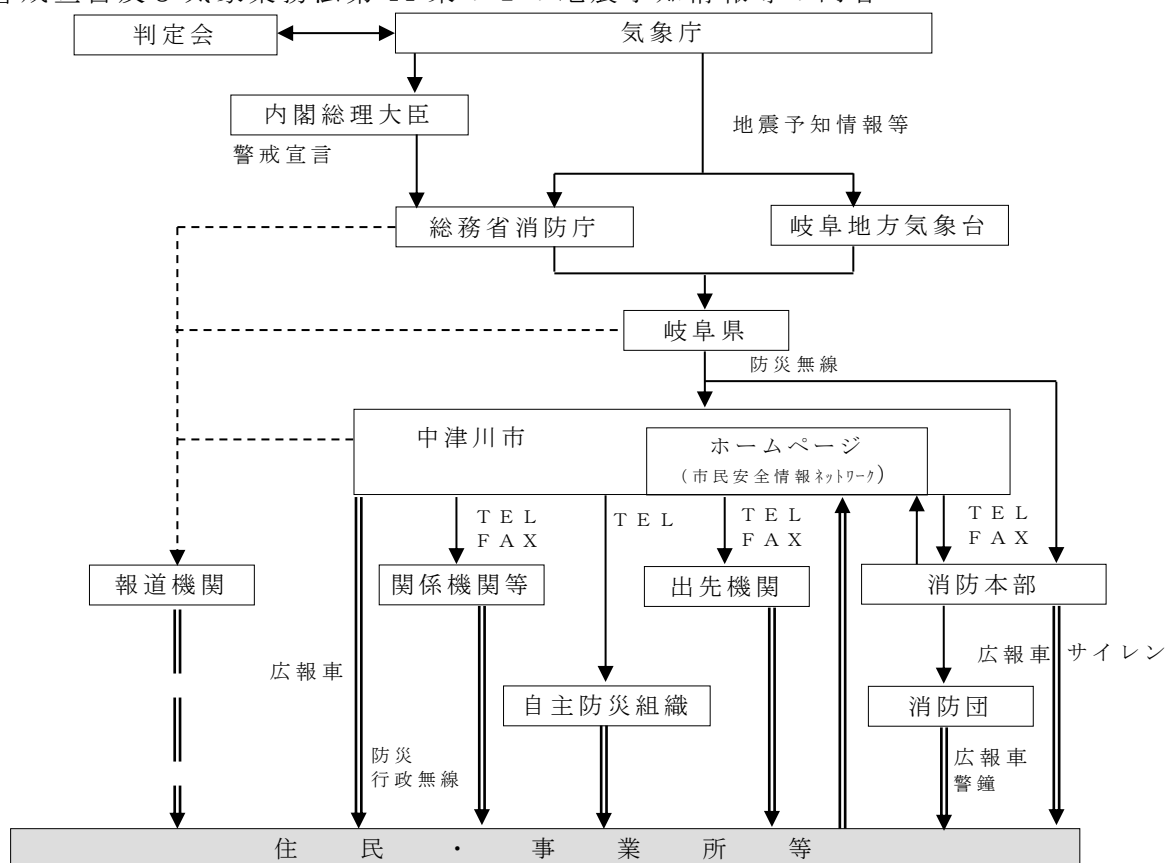 判定会
気象庁
内閣総理大臣
地震予知情報等
警戒宣言
総務省消防庁
岐阜地方気象台
岐阜県
防災無線
中津川市
ホームページ
(市民安全情報ﾈｯﾄﾜｰｸ)
TEL
FAX
TEL
TEL
FAX
TEL
FAX
報道機関
関係機関等
出先機関
消防本部
広報車
広報車
サイレン
自主防災組織
消防団
防災
行政無線
広報車
警鐘
住民・事業所等